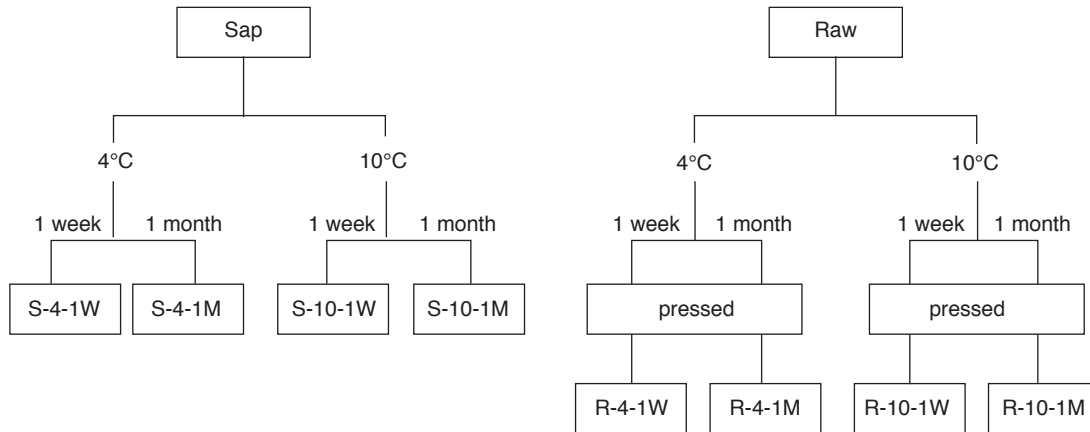 Sap Raw
4°C 10°C 4°C 10°C
1 week 1 month 1 week 1 month 1 week 1 month 1 week 1 month
S-4-1W S-4-1M S-10-1W S-10-1M pressed pressed
R-4-1W R-4-1M R-10-1W R-10-1M